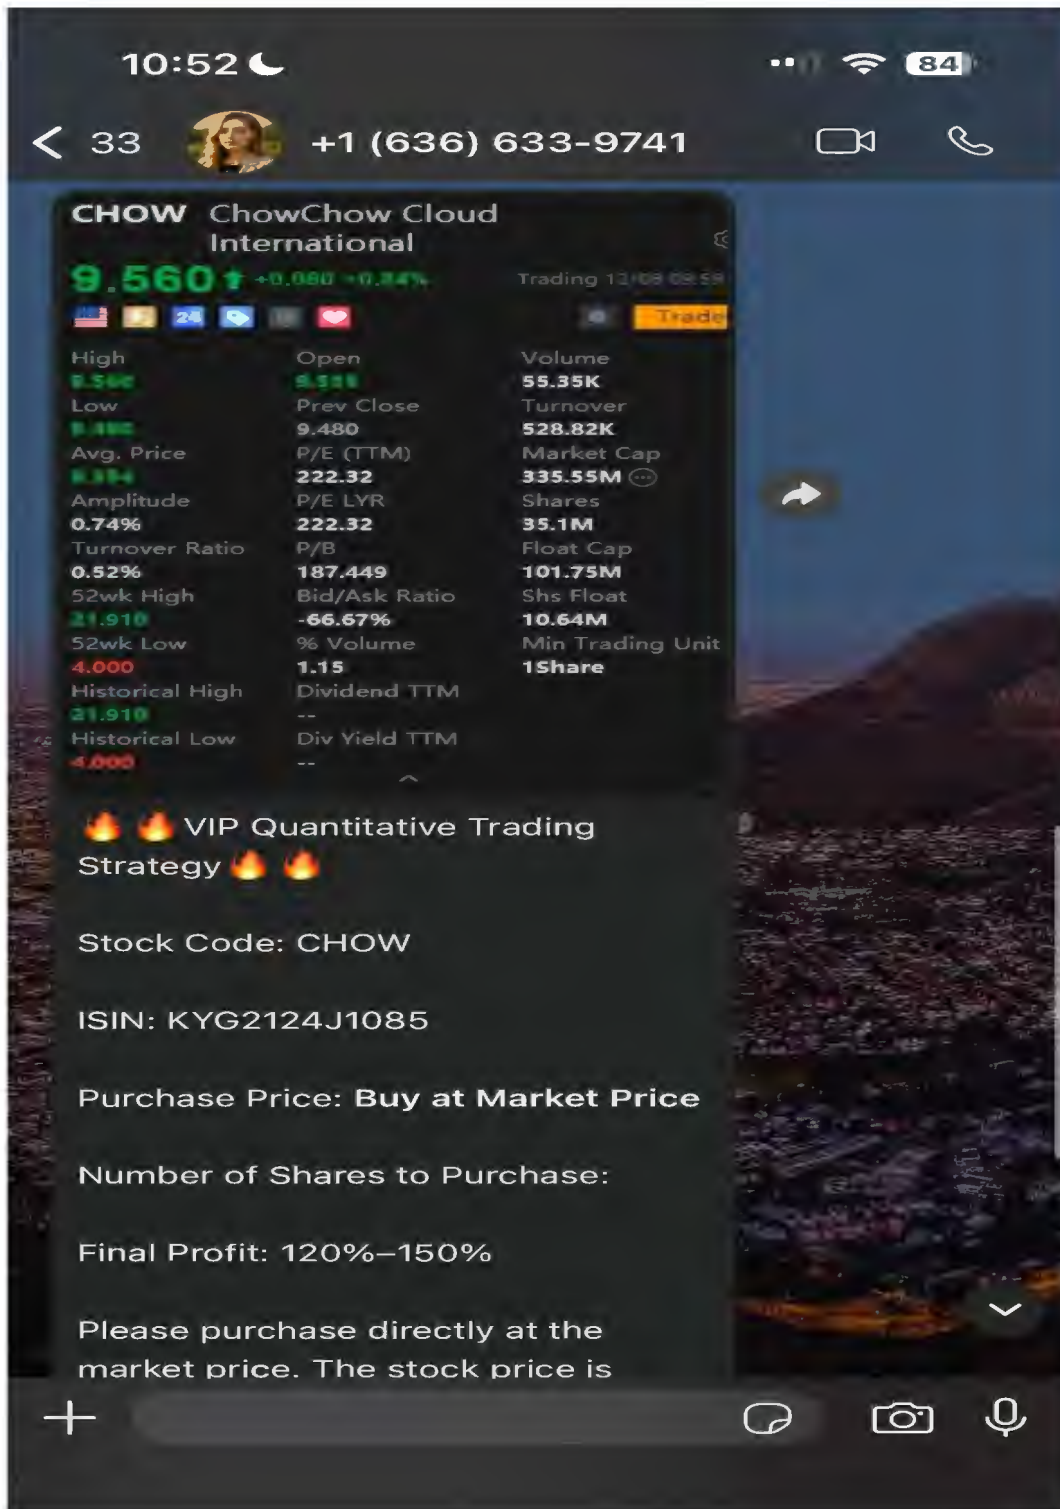 10:52
84
33
+1 (636) 633-9741
CHOW ChowChow Cloud
International
9.560
Trading
Trade
High Open Volume
55.35K
Low Prev Close Turnover
9.480 528.82K
Avg. Price P/E (TTM) Market Cap
222.32 335.55M
Amplitude P/E LYR Shares
0.74% 222.32 35.1M
Turnover Ratio P/B Float Cap
0.52% 187.449 101.75M
52wk High Bid/Ask Ratio Shs Float
21.910 -66.67% 10.64M
52wk Low % Volume Min Trading Unit
4.000 1.15 1Share
Historical High Dividend TTM
21.910 --
Historical Low Div Yield TTM
4.000 --
🔥 🔥 VIP Quantitative Trading
Strategy 🔥 🔥
Stock Code: CHOW
ISIN: KYG2124J1085
Purchase Price: Buy at Market Price
Number of Shares to Purchase:
Final Profit: 120%–150%
Please purchase directly at the
market price. The stock price is